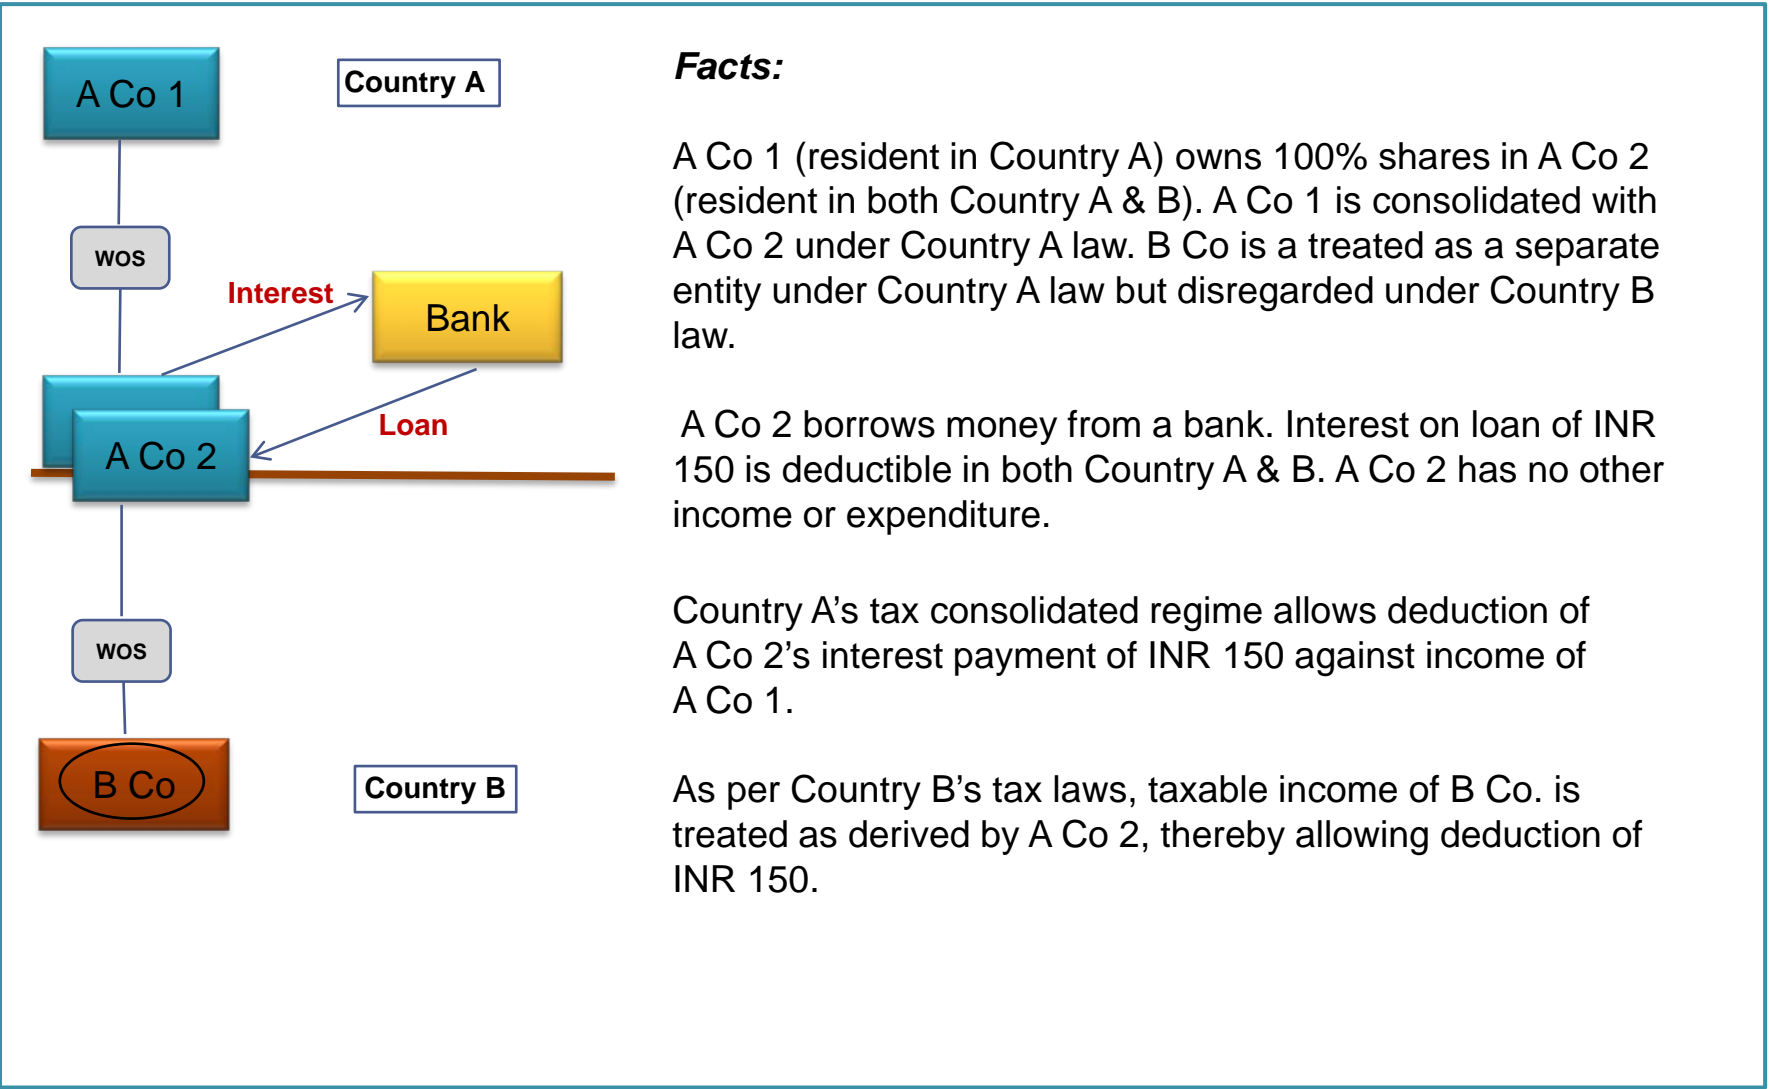 A Co 1
Country A
WOS
Interest
Bank
Loan
A Co 2
WOS
B Co
Country B
Facts:
A Co 1 (resident in Country A) owns 100% shares in A Co 2
(resident in both Country A & B). A Co 1 is consolidated with
A Co 2 under Country A law. B Co is a treated as a separate
entity under Country A law but disregarded under Country B
law.
A Co 2 borrows money from a bank. Interest on loan of INR
150 is deductible in both Country A & B. A Co 2 has no other
income or expenditure.
Country A’s tax consolidated regime allows deduction of
A Co 2’s interest payment of INR 150 against income of
A Co 1.
As per Country B’s tax laws, taxable income of B Co. is
treated as derived by A Co 2, thereby allowing deduction of
INR 150.